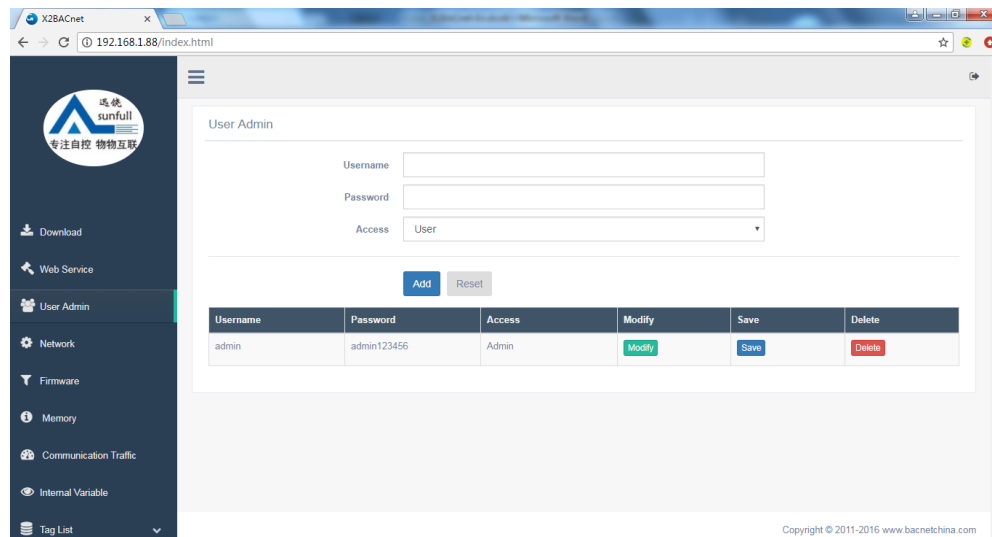 X2BACnet
192.168.1.88/index.html
sunfull
专注自控 物物互联
User Admin
Username
Password
Access User
Add Reset
Username Password Access Modify Save Delete
admin admin123456 Admin Modify Save Delete
Download
Web Service
User Admin
Network
Firmware
Memory
Communication Traffic
Internal Variable
Tag List
Copyright © 2011-2016 www.bacnetchina.com